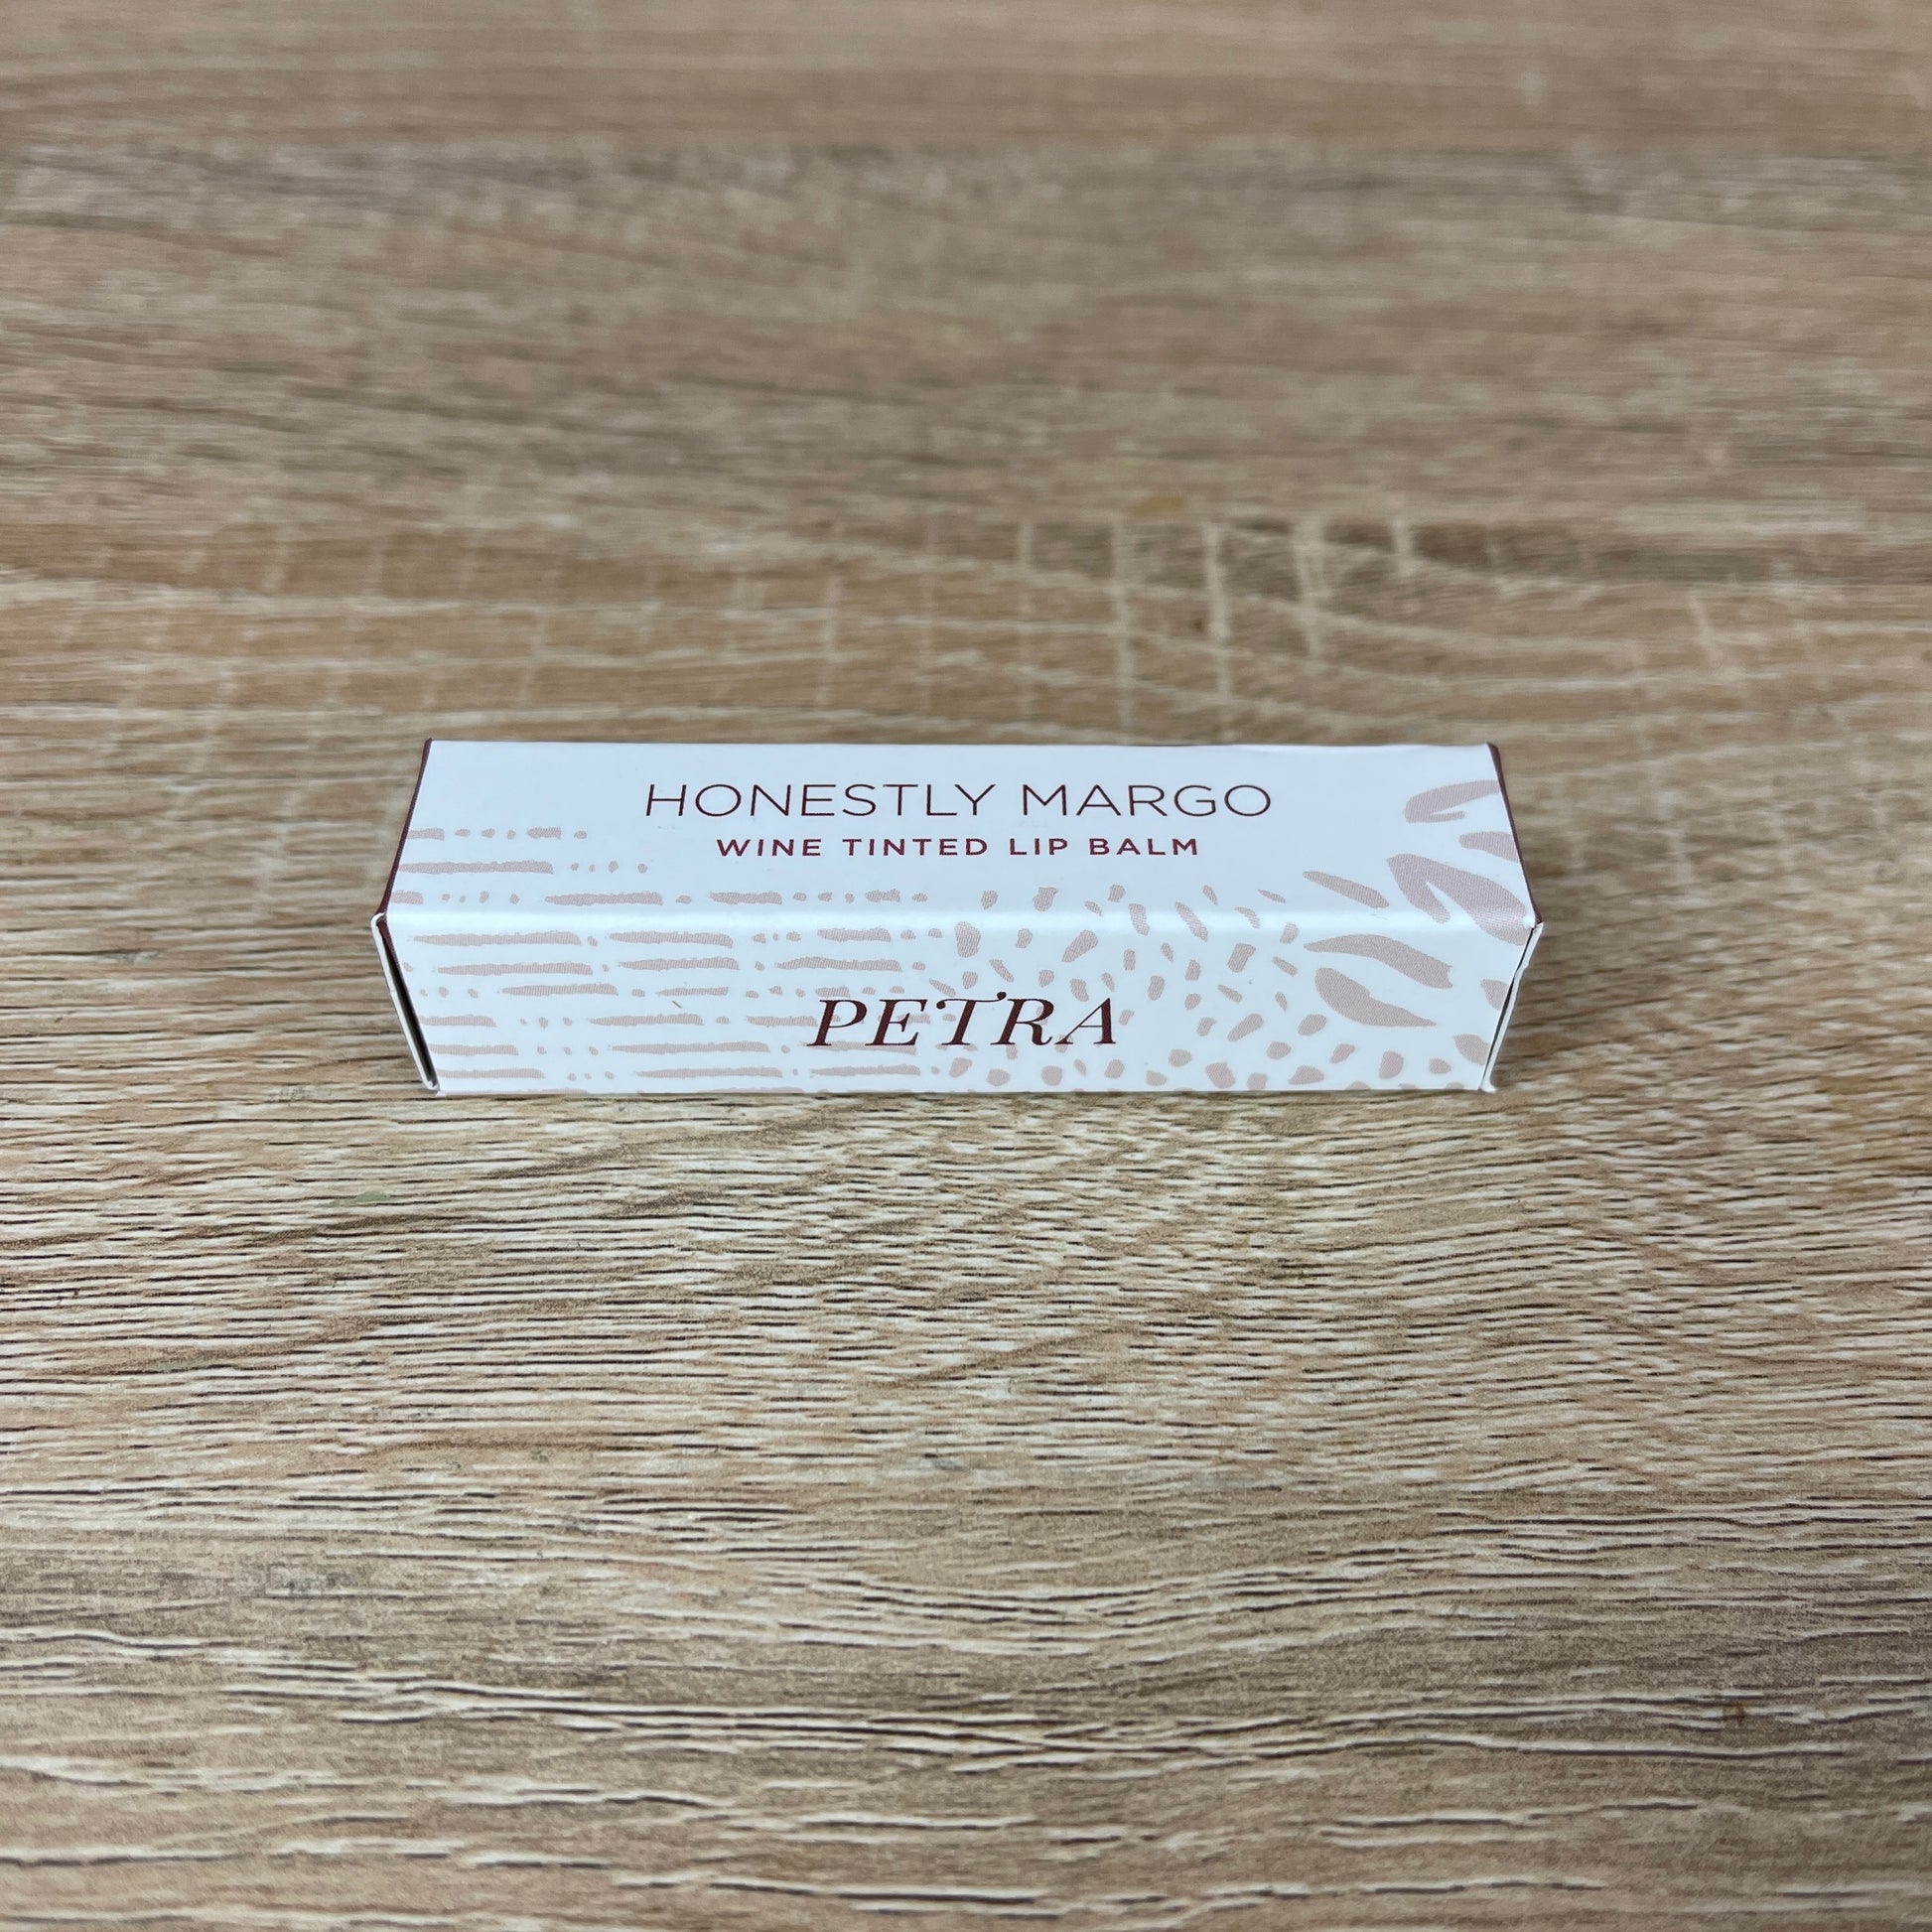 HONESTLY MARGO
WINE TINTED LIP BALM
PETRA